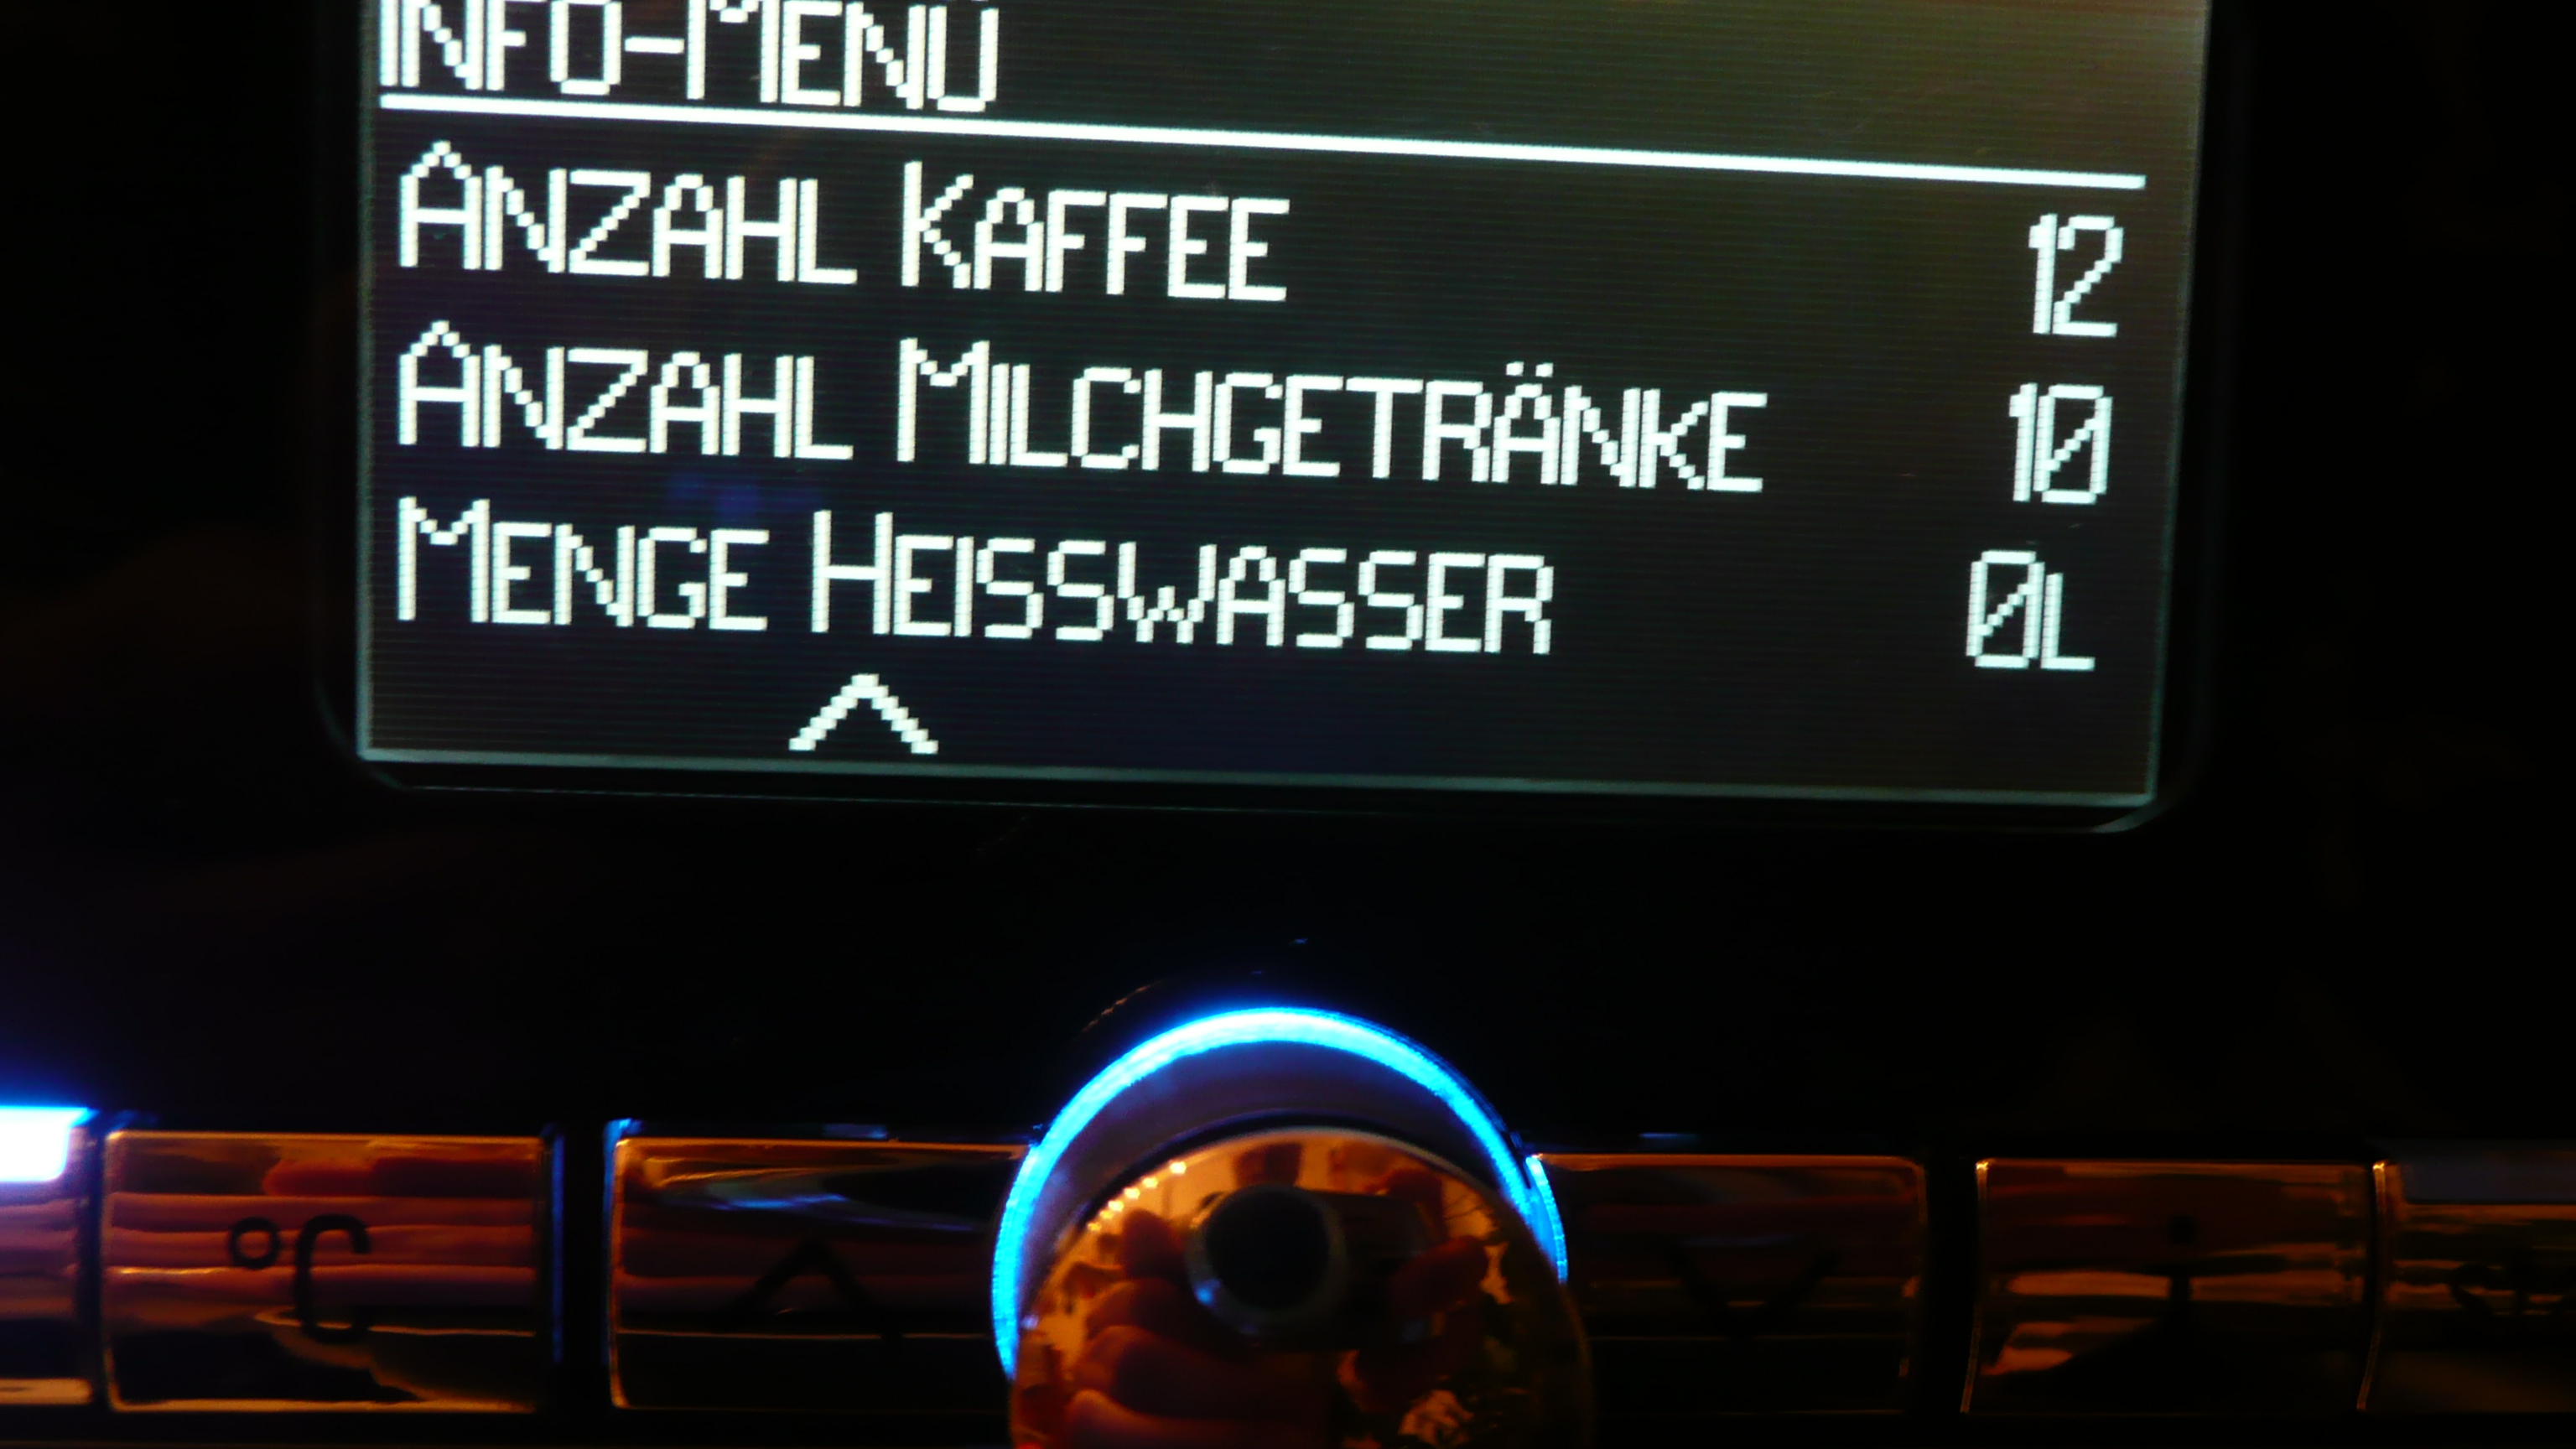 INFO-MENÜ
ANZAHL KAFFEE 12
ANZAHL MILCHGETRÄNKE 10
MENGE HEISSWASSER 0L
°C
i